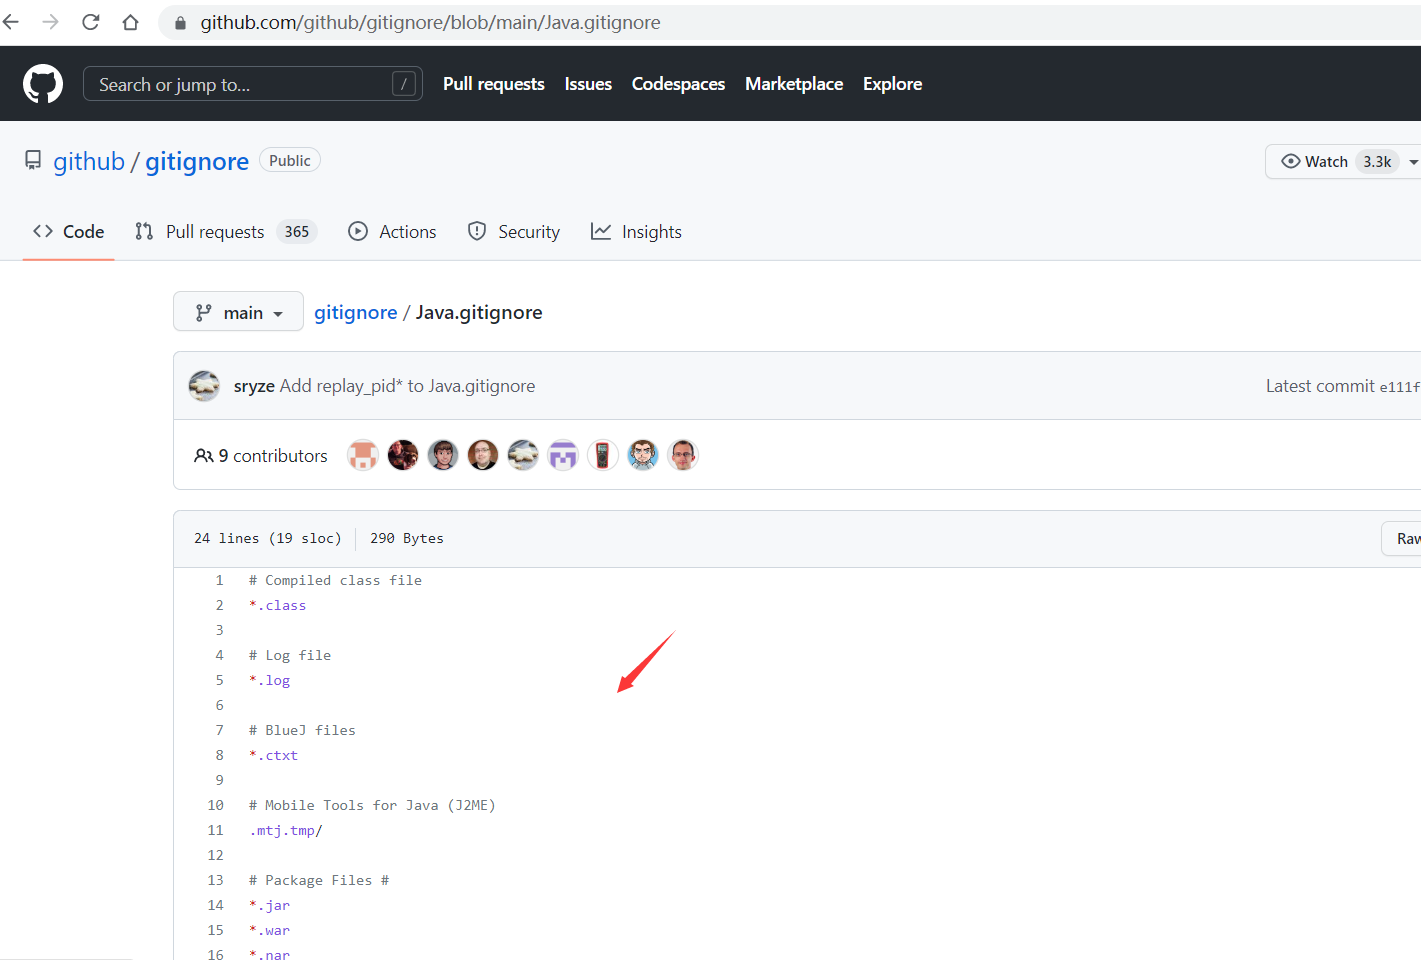 github.com/github/gitignore/blob/main/Java.gitignore
Search or jump to... / Pull requests Issues Codespaces Marketplace Explore
github / gitignore Public Watch 3.3k
Code Pull requests 365 Actions Security Insights
main gitignore / Java.gitignore
sryze Add replay_pid* to Java.gitignore Latest commit e111f
9 contributors
24 lines (19 sloc) 290 Bytes Raw
1 # Compiled class file
2 *.class
3
4 # Log file
5 *.log
6
7 # BlueJ files
8 *.ctxt
9
10 # Mobile Tools for Java (J2ME)
11 .mtj.tmp/
12
13 # Package Files #
14 *.jar
15 *.war
16 *.nar